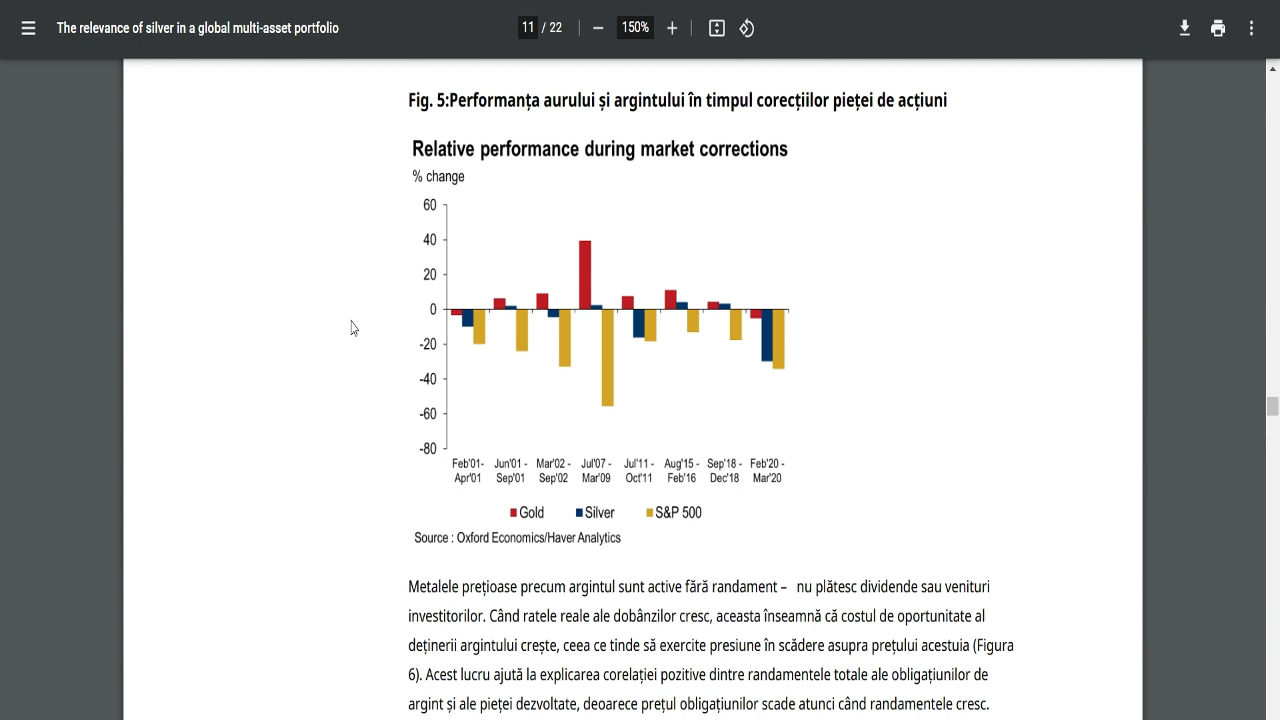 The relevance of silver in a global multi-asset portfolio
11 / 22
150%
Fig. 5:Performanța aurului și argintului în timpul corecțiilor pieței de acțiuni
Relative performance during market corrections
% change
60
40
20
0
-20
-40
-60
-80
Feb'01- Jun'01 - Mar'02 - Jul'07 - Jul'11 - Aug'15 - Sep'18 - Feb'20 -
Apr'01 Sep'01 Sep'02 Mar'09 Oct'11 Feb'16 Dec'18 Mar'20
Gold Silver S&P 500
Source : Oxford Economics/Haver Analytics
Metalele prețioase precum argintul sunt active fără randament – nu plătesc dividende sau venituri
investitorilor. Când ratele reale ale dobânzilor cresc, aceasta înseamnă că costul de oportunitate al
deținerii argintului crește, ceea ce tinde să exercite presiune în scădere asupra prețului acestuia (Figura
6). Acest lucru ajută la explicarea corelației pozitive dintre randamentele totale ale obligațiunilor de
argint și ale pieței dezvoltate, deoarece prețul obligațiunilor scade atunci când randamentele cresc.